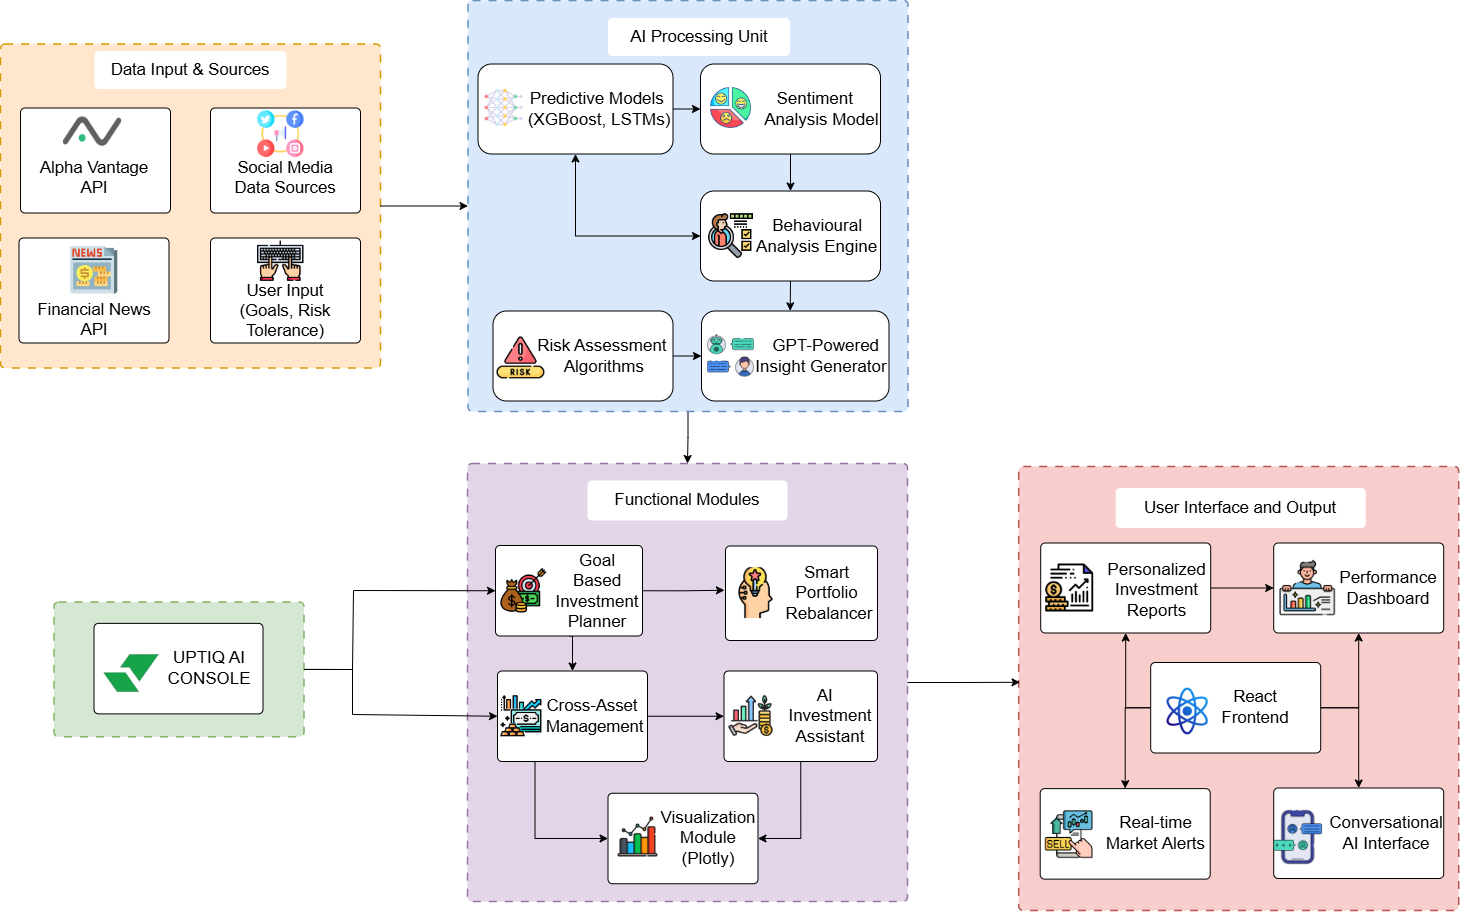 Data Input & Sources
Alpha Vantage
API
Social Media
Data Sources
NEWS
Financial News
API
User Input
(Goals, Risk
Tolerance)
AI Processing Unit
Predictive Models
(XGBoost, LSTMs)
Sentiment
Analysis Model
Behavioural
Analysis Engine
RISK
Risk Assessment
Algorithms
GPT-Powered
Insight Generator
Functional Modules
Goal
Based
Investment
Planner
Smart
Portfolio
Rebalancer
Cross-Asset
Management
AI
Investment
Assistant
Visualization
Module
(Plotly)
UPTIQ AI
CONSOLE
User Interface and Output
Personalized
Investment
Reports
Performance
Dashboard
React
Frontend
SELL
Real-time
Market Alerts
Conversational
AI Interface